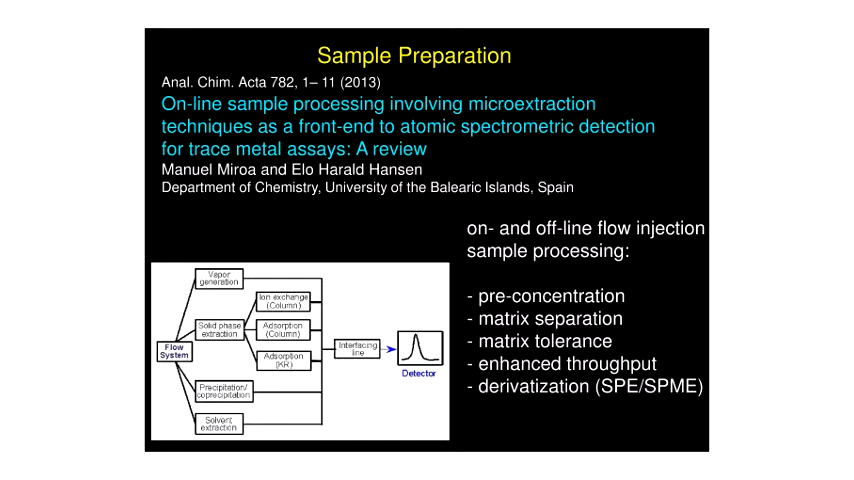 Sample Preparation
Anal. Chim. Acta 782, 1– 11 (2013)
On-line sample processing involving microextraction
techniques as a front-end to atomic spectrometric detection
for trace metal assays: A review
Manuel Miroa and Elo Harald Hansen
Department of Chemistry, University of the Balearic Islands, Spain
on- and off-line flow injection
sample processing:
- pre-concentration
- matrix separation
- matrix tolerance
- enhanced throughput
- derivatization (SPE/SPME)
Vapor
generation
Ion exchange
(Column)
Solid phase
extraction
Adsorption
(Column)
Flow
System
Adsorption
(KR)
Interfacing
line
Detector
Precipitation/
coprecipitation
Solvent
extraction